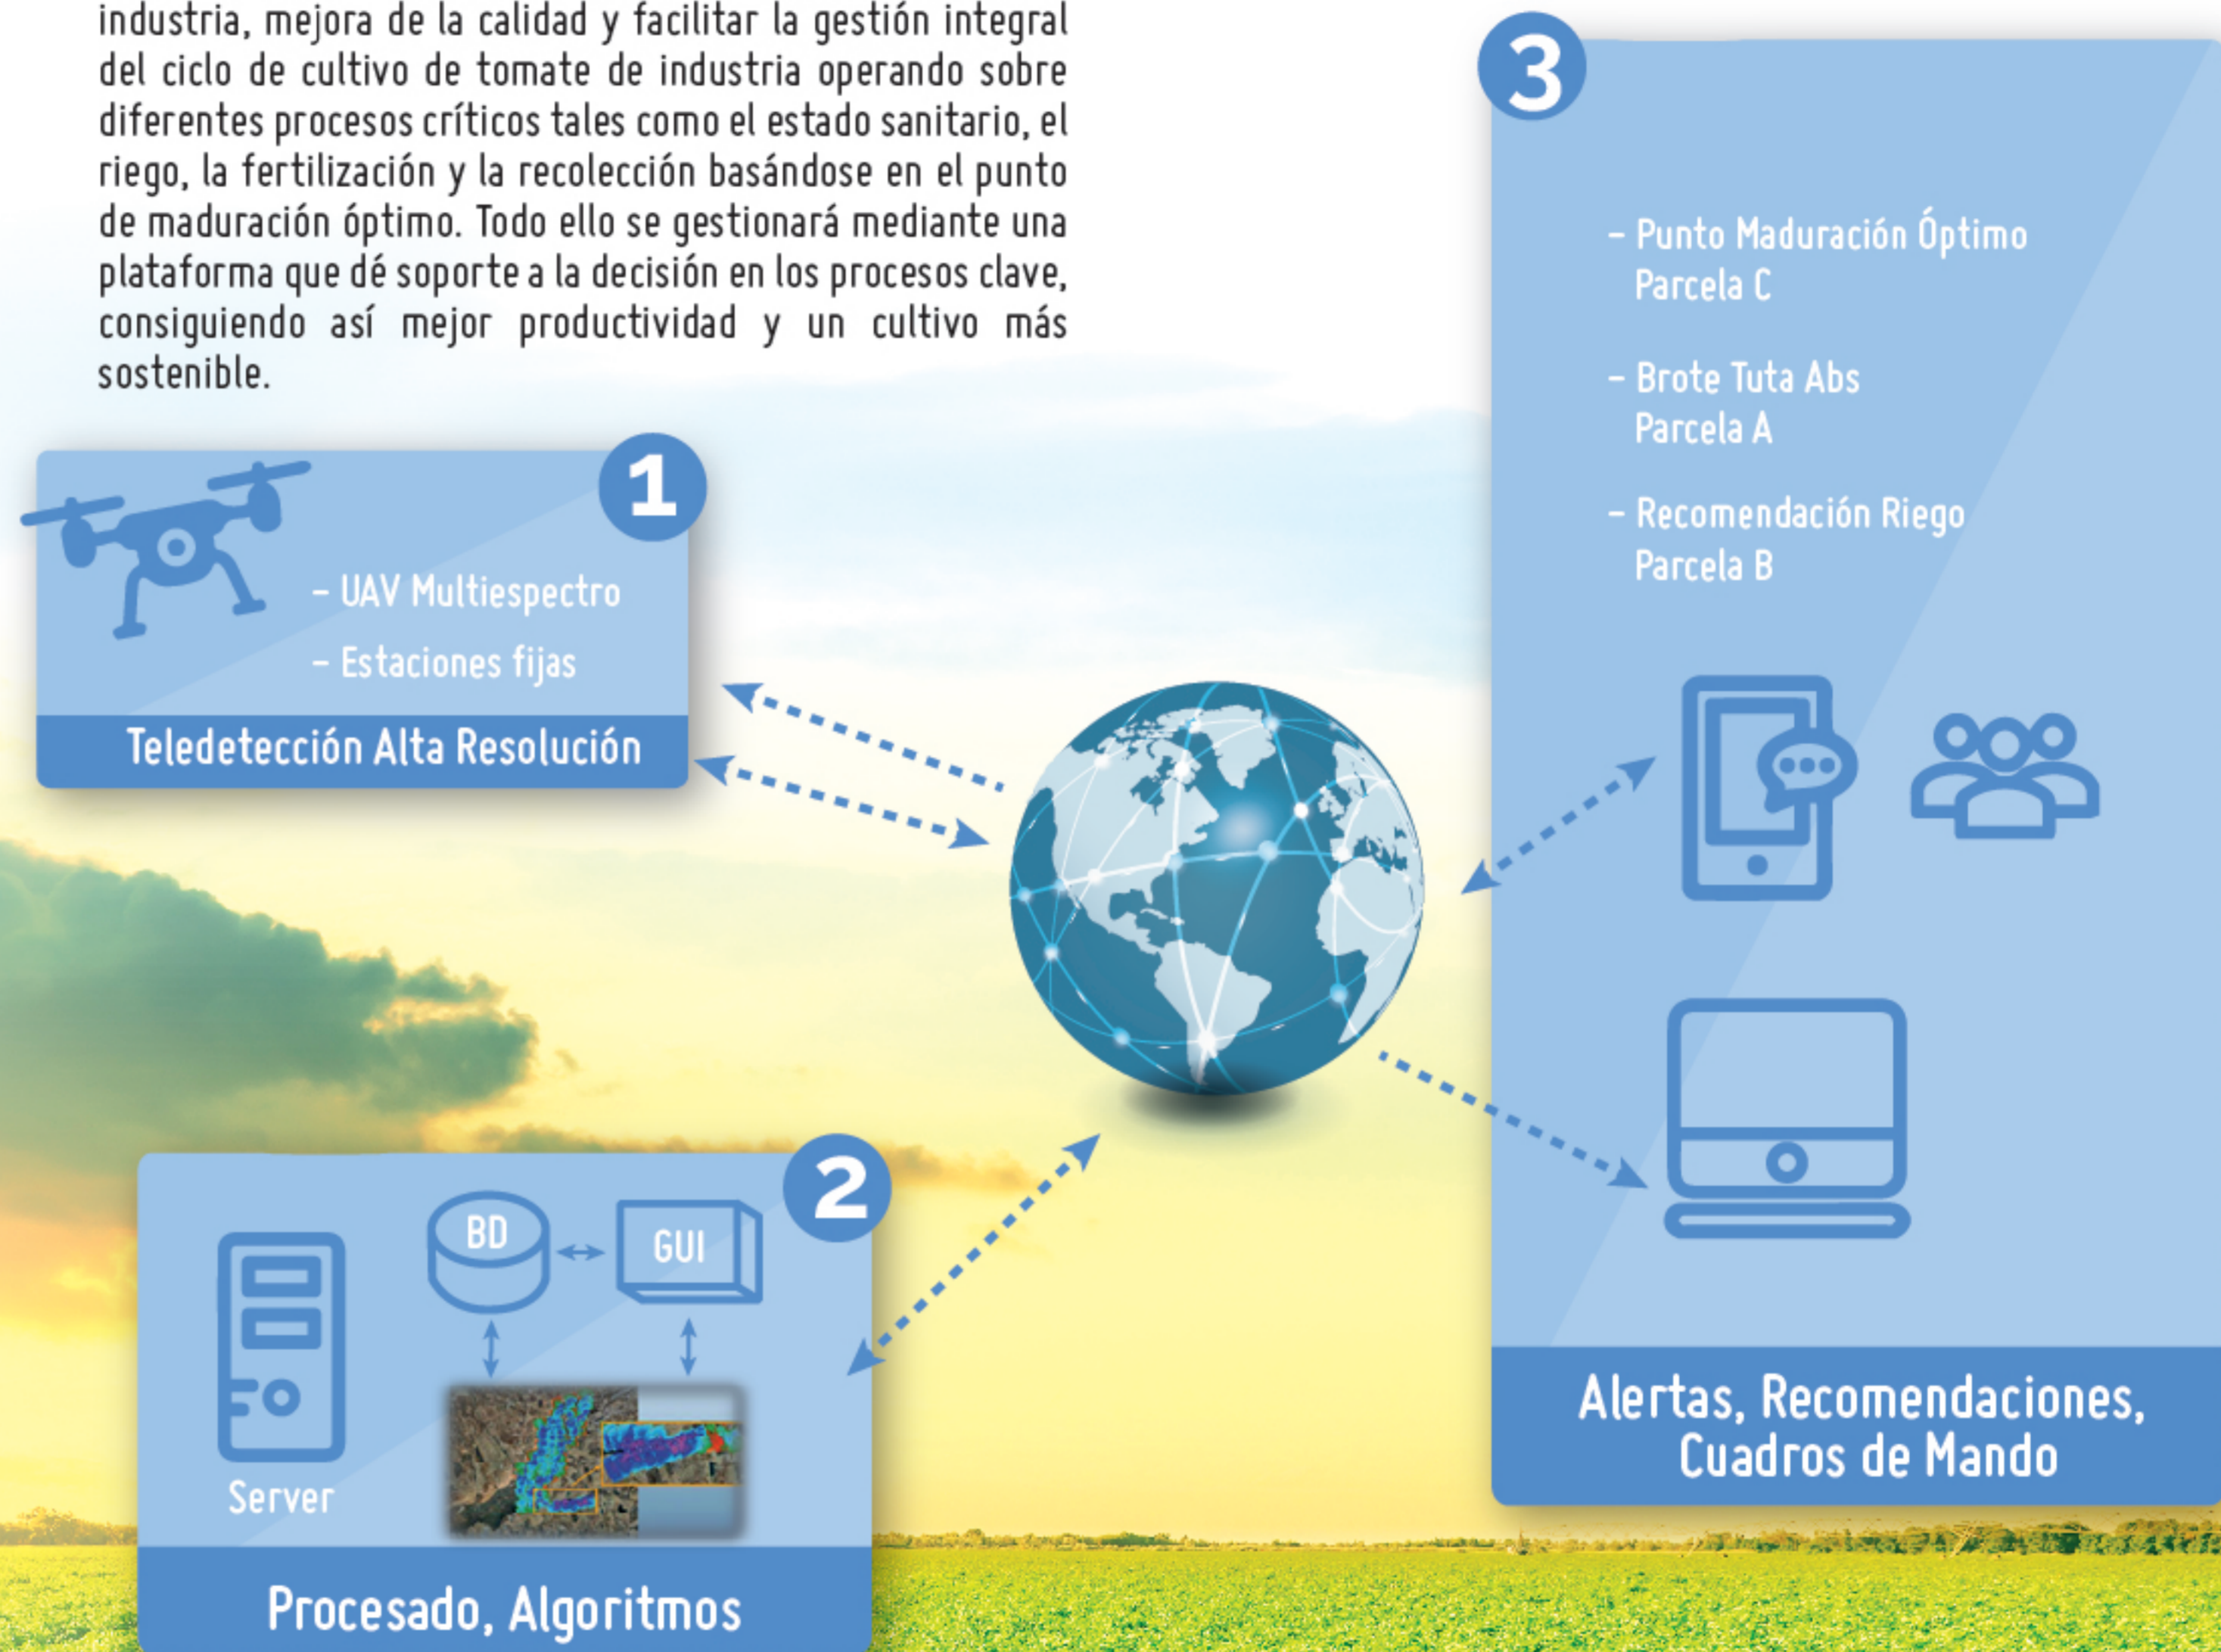 industria, mejora de la calidad y facilitar la gestión integral
del ciclo de cultivo de tomate de industria operando sobre
diferentes procesos críticos tales como el estado sanitario, el
riego, la fertilización y la recolección basándose en el punto
de maduración óptimo. Todo ello se gestionará mediante una
plataforma que dé soporte a la decisión en los procesos clave,
consiguiendo así mejor productividad y un cultivo más
sostenible.
1
- UAV Multiespectro
- Estaciones fijas
Teledetección Alta Resolución
2
BD
GUI
Server
Procesado, Algoritmos
3
- Punto Maduración Óptimo
Parcela C
- Brote Tuta Abs
Parcela A
- Recomendación Riego
Parcela B
Alertas, Recomendaciones,
Cuadros de Mando